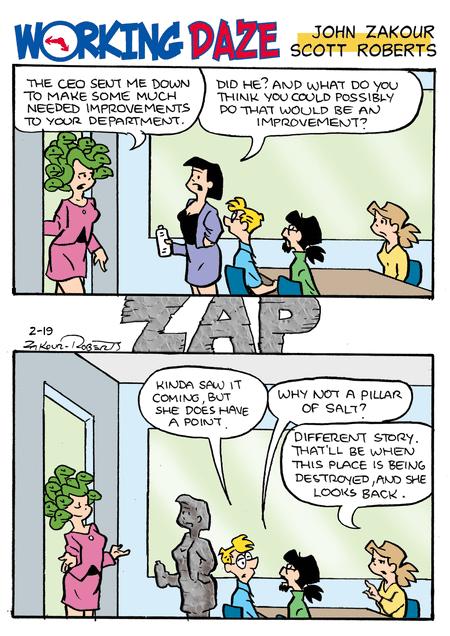 WORKING DAZE
JOHN ZAKOUR
SCOTT ROBERTS
THE CEO SENT ME DOWN
TO MAKE SOME MUCH
NEEDED IMPROVEMENTS
TO YOUR DEPARTMENT.
DID HE? AND WHAT DO YOU
THINK YOU COULD POSSIBLY
DO THAT WOULD BE AN
IMPROVEMENT?
ZAP
2-19
ZAKOUR-ROBERTS
KINDA SAW IT
COMING, BUT
SHE DOES HAVE
A POINT.
WHY NOT A PILLAR
OF SALT?
DIFFERENT STORY.
THAT'LL BE WHEN
THIS PLACE IS BEING
DESTROYED, AND SHE
LOOKS BACK.